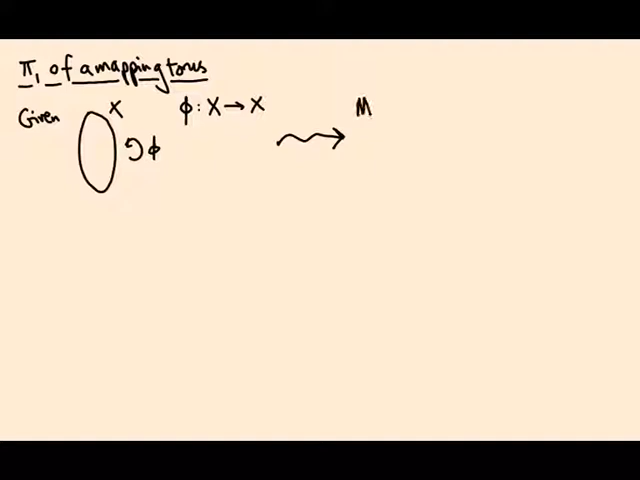 π₁ of a mapping torus
Given X φ : X → X M
φ